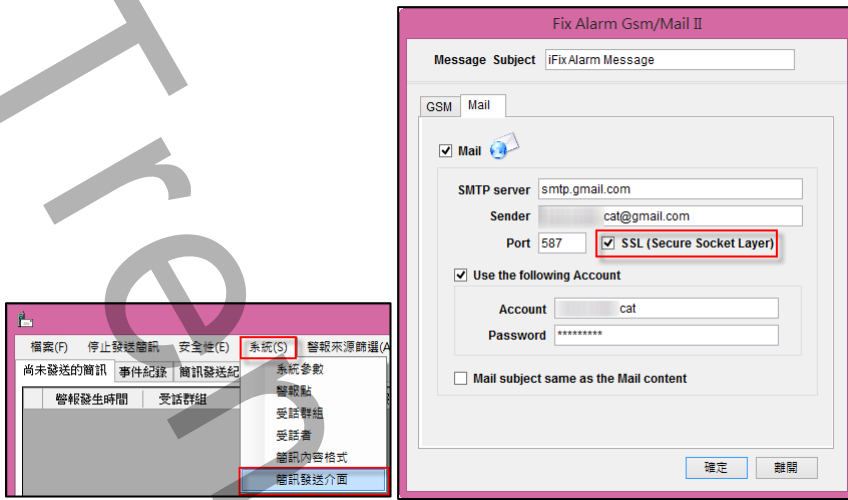 Tren
檔案(F) 停止發送簡訊 安全性(E) 系統(S) 警報來源篩選(A
尚未發送的簡訊 事件紀錄 簡訊發送紀
警報發生時間 受話群組
系統參數
警報點
受話群組
受話者
簡訊內容格式
簡訊發送介面
Fix Alarm Gsm/Mail II
Message Subject iFixAlarm Message
GSM Mail
Mail
SMTP server smtp.gmail.com
Sender cat@gmail.com
Port 587 SSL (Secure Socket Layer)
Use the following Account
Account cat
Password *********
Mail subject same as the Mail content
確定 離開